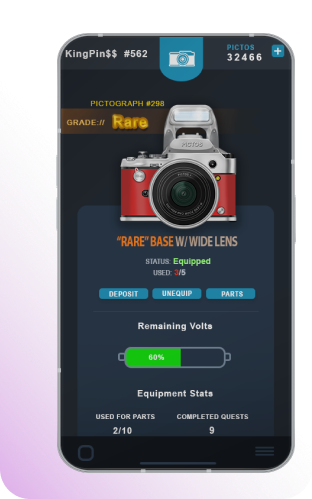 KingPin$$ #562
PICTOS
32466
PICTOGRAPH #298
GRADE:// Rare
PICTOS
“RARE” BASE W/ WIDE LENS
STATUS: Equipped
USED: 3/5
DEPOSIT UNEQUIP PARTS
Remaining Volts
60%
Equipment Stats
USED FOR PARTS COMPLETED QUESTS
2/10 9